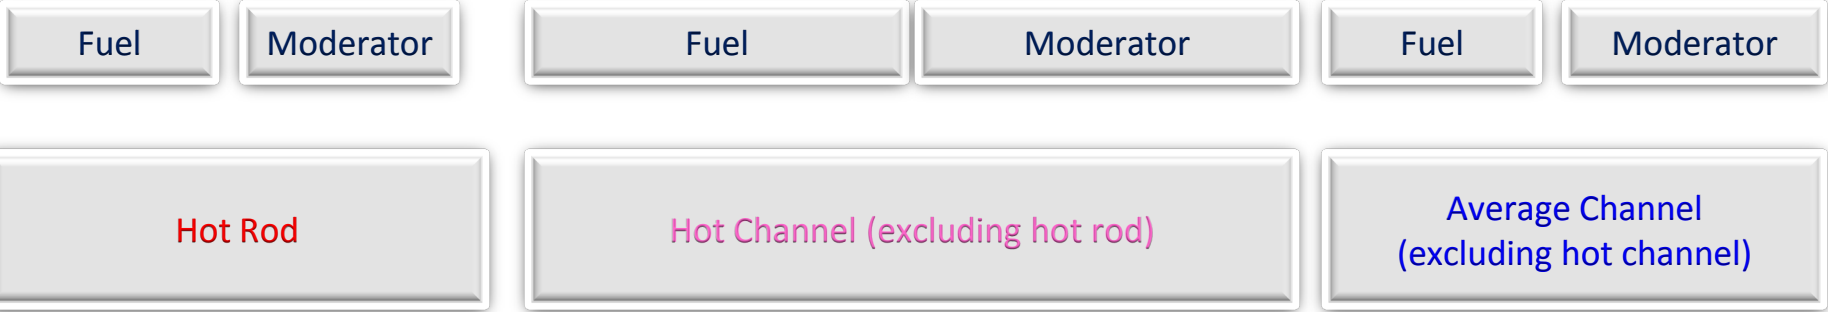 Fuel
Moderator
Fuel
Moderator
Fuel
Moderator
Hot Rod
Hot Channel (excluding hot rod)
Average Channel
(excluding hot channel)